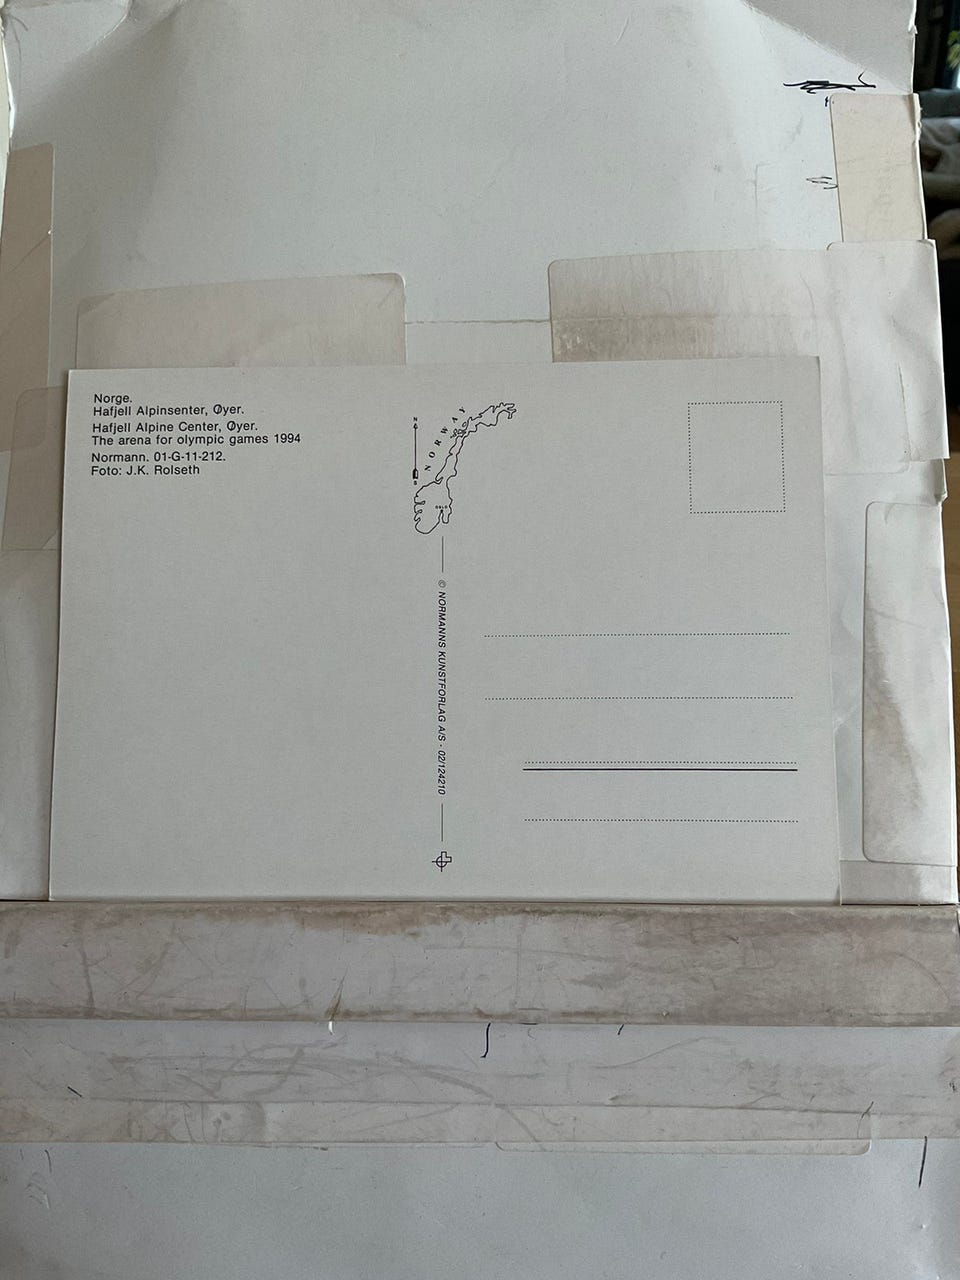 Norge.
Hafjell Alpinsenter, Øyer.
Hafjell Alpine Center, Øyer.
The arena for olympic games 1994
Normann. 01-G-11-212.
Foto: J.K. Rolseth
N
NORWAY
S
OSLO
© NORMANNS KUNSTFORLAG A/S - 02/124210